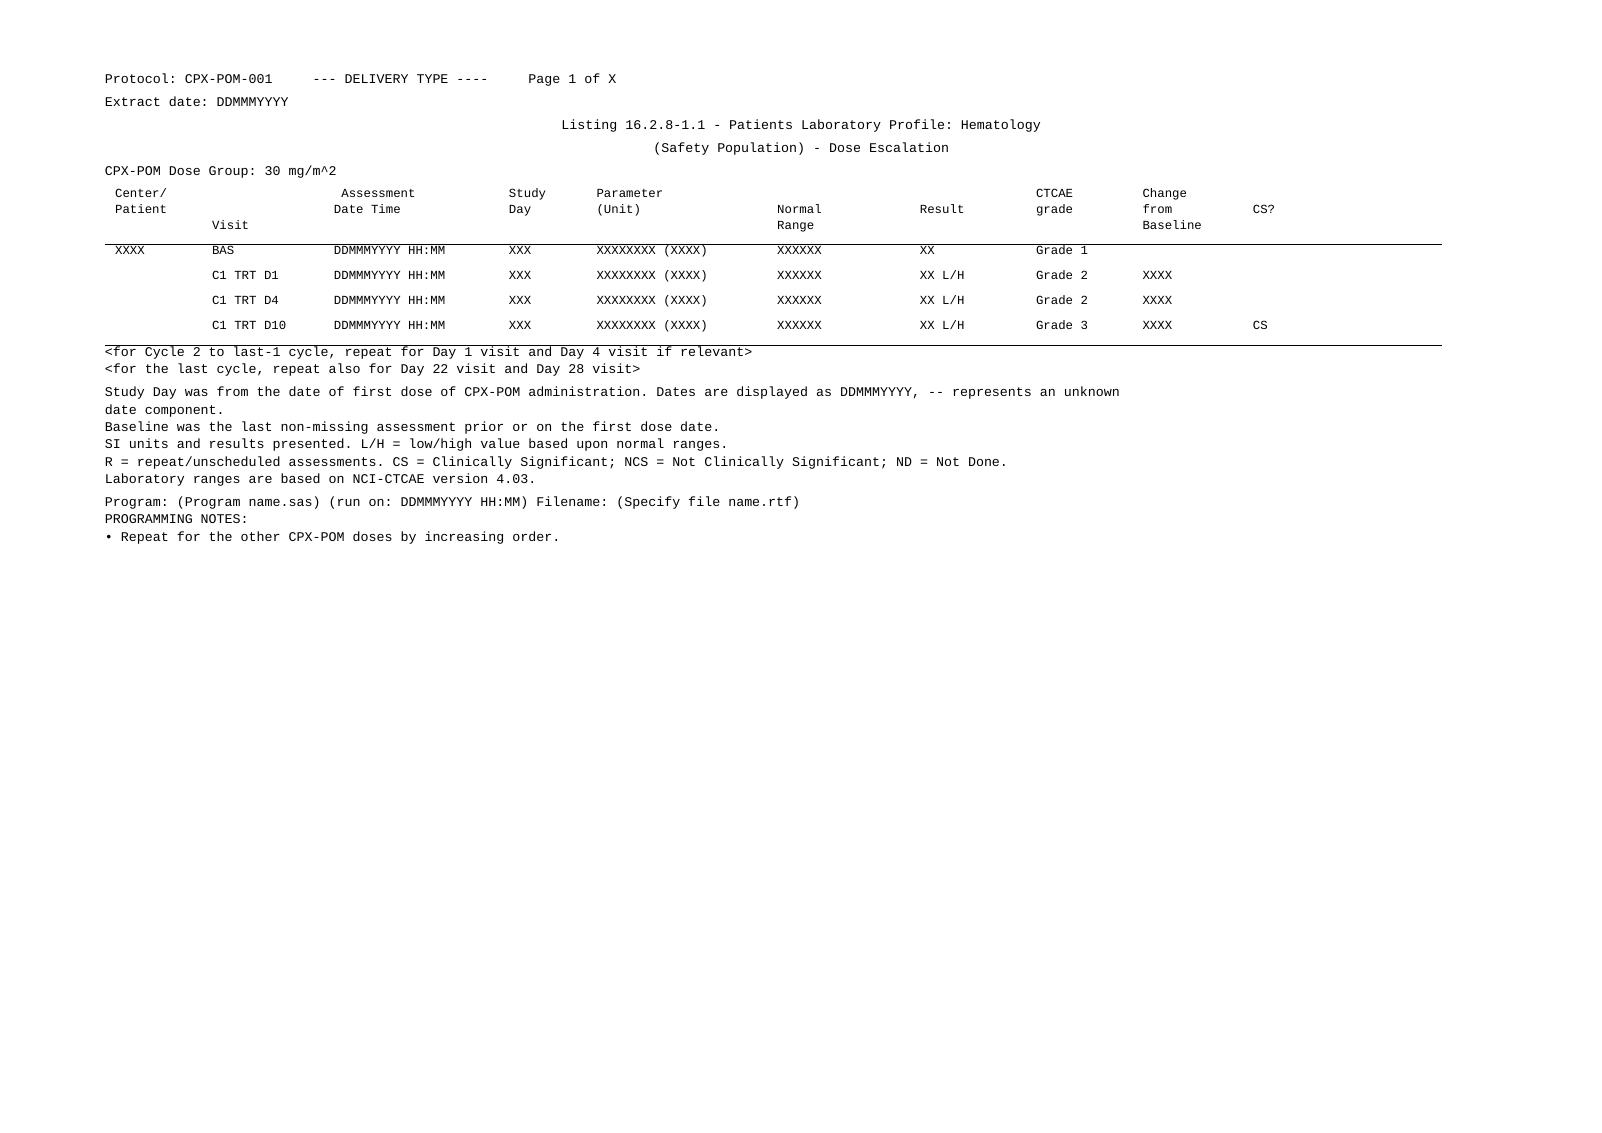 Protocol: CPX-POM-001     --- DELIVERY TYPE ----     Page 1 of X
Extract date: DDMMMYYYY
Listing 16.2.8-1.1 - Patients Laboratory Profile: Hematology
(Safety Population) - Dose Escalation
CPX-POM Dose Group: 30 mg/m^2
Center/ Assessment Study Parameter CTCAE Change
Patient Date Time Day (Unit) Normal Result grade from CS?
Visit Range Baseline
XXXX BAS DDMMMYYYY HH:MM XXX XXXXXXXX (XXXX) XXXXXX XX Grade 1
C1 TRT D1 DDMMMYYYY HH:MM XXX XXXXXXXX (XXXX) XXXXXX XX L/H Grade 2 XXXX
C1 TRT D4 DDMMMYYYY HH:MM XXX XXXXXXXX (XXXX) XXXXXX XX L/H Grade 2 XXXX
C1 TRT D10 DDMMMYYYY HH:MM XXX XXXXXXXX (XXXX) XXXXXX XX L/H Grade 3 XXXX CS
<for Cycle 2 to last-1 cycle, repeat for Day 1 visit and Day 4 visit if relevant>
<for the last cycle, repeat also for Day 22 visit and Day 28 visit>
Study Day was from the date of first dose of CPX-POM administration. Dates are displayed as DDMMMYYYY, -- represents an unknown
date component.
Baseline was the last non-missing assessment prior or on the first dose date.
SI units and results presented. L/H = low/high value based upon normal ranges.
R = repeat/unscheduled assessments. CS = Clinically Significant; NCS = Not Clinically Significant; ND = Not Done.
Laboratory ranges are based on NCI-CTCAE version 4.03.
Program: (Program name.sas) (run on: DDMMMYYYY HH:MM) Filename: (Specify file name.rtf)
PROGRAMMING NOTES:
• Repeat for the other CPX-POM doses by increasing order.